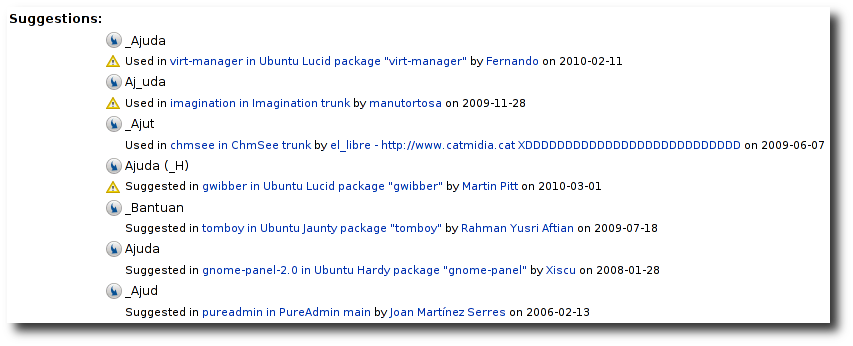 Suggestions:
_Ajuda
Used in virt-manager in Ubuntu Lucid package "virt-manager" by Fernando on 2010-02-11
Aj_uda
Used in imagination in Imagination trunk by manutortosa on 2009-11-28
_Ajut
Used in chmsee in ChmSee trunk by el_libre - http://www.catmidia.cat XDDDDDDDDDDDDDDDDDDDDDDDDDDD on 2009-06-07
Ajuda (_H)
Suggested in gwibber in Ubuntu Lucid package "gwibber" by Martin Pitt on 2010-03-01
_Bantuan
Suggested in tomboy in Ubuntu Jaunty package "tomboy" by Rahman Yusri Aftian on 2009-07-18
Ajuda
Suggested in gnome-panel-2.0 in Ubuntu Hardy package "gnome-panel" by Xiscu on 2008-01-28
_Ajud
Suggested in pureadmin in PureAdmin main by Joan Martínez Serres on 2006-02-13